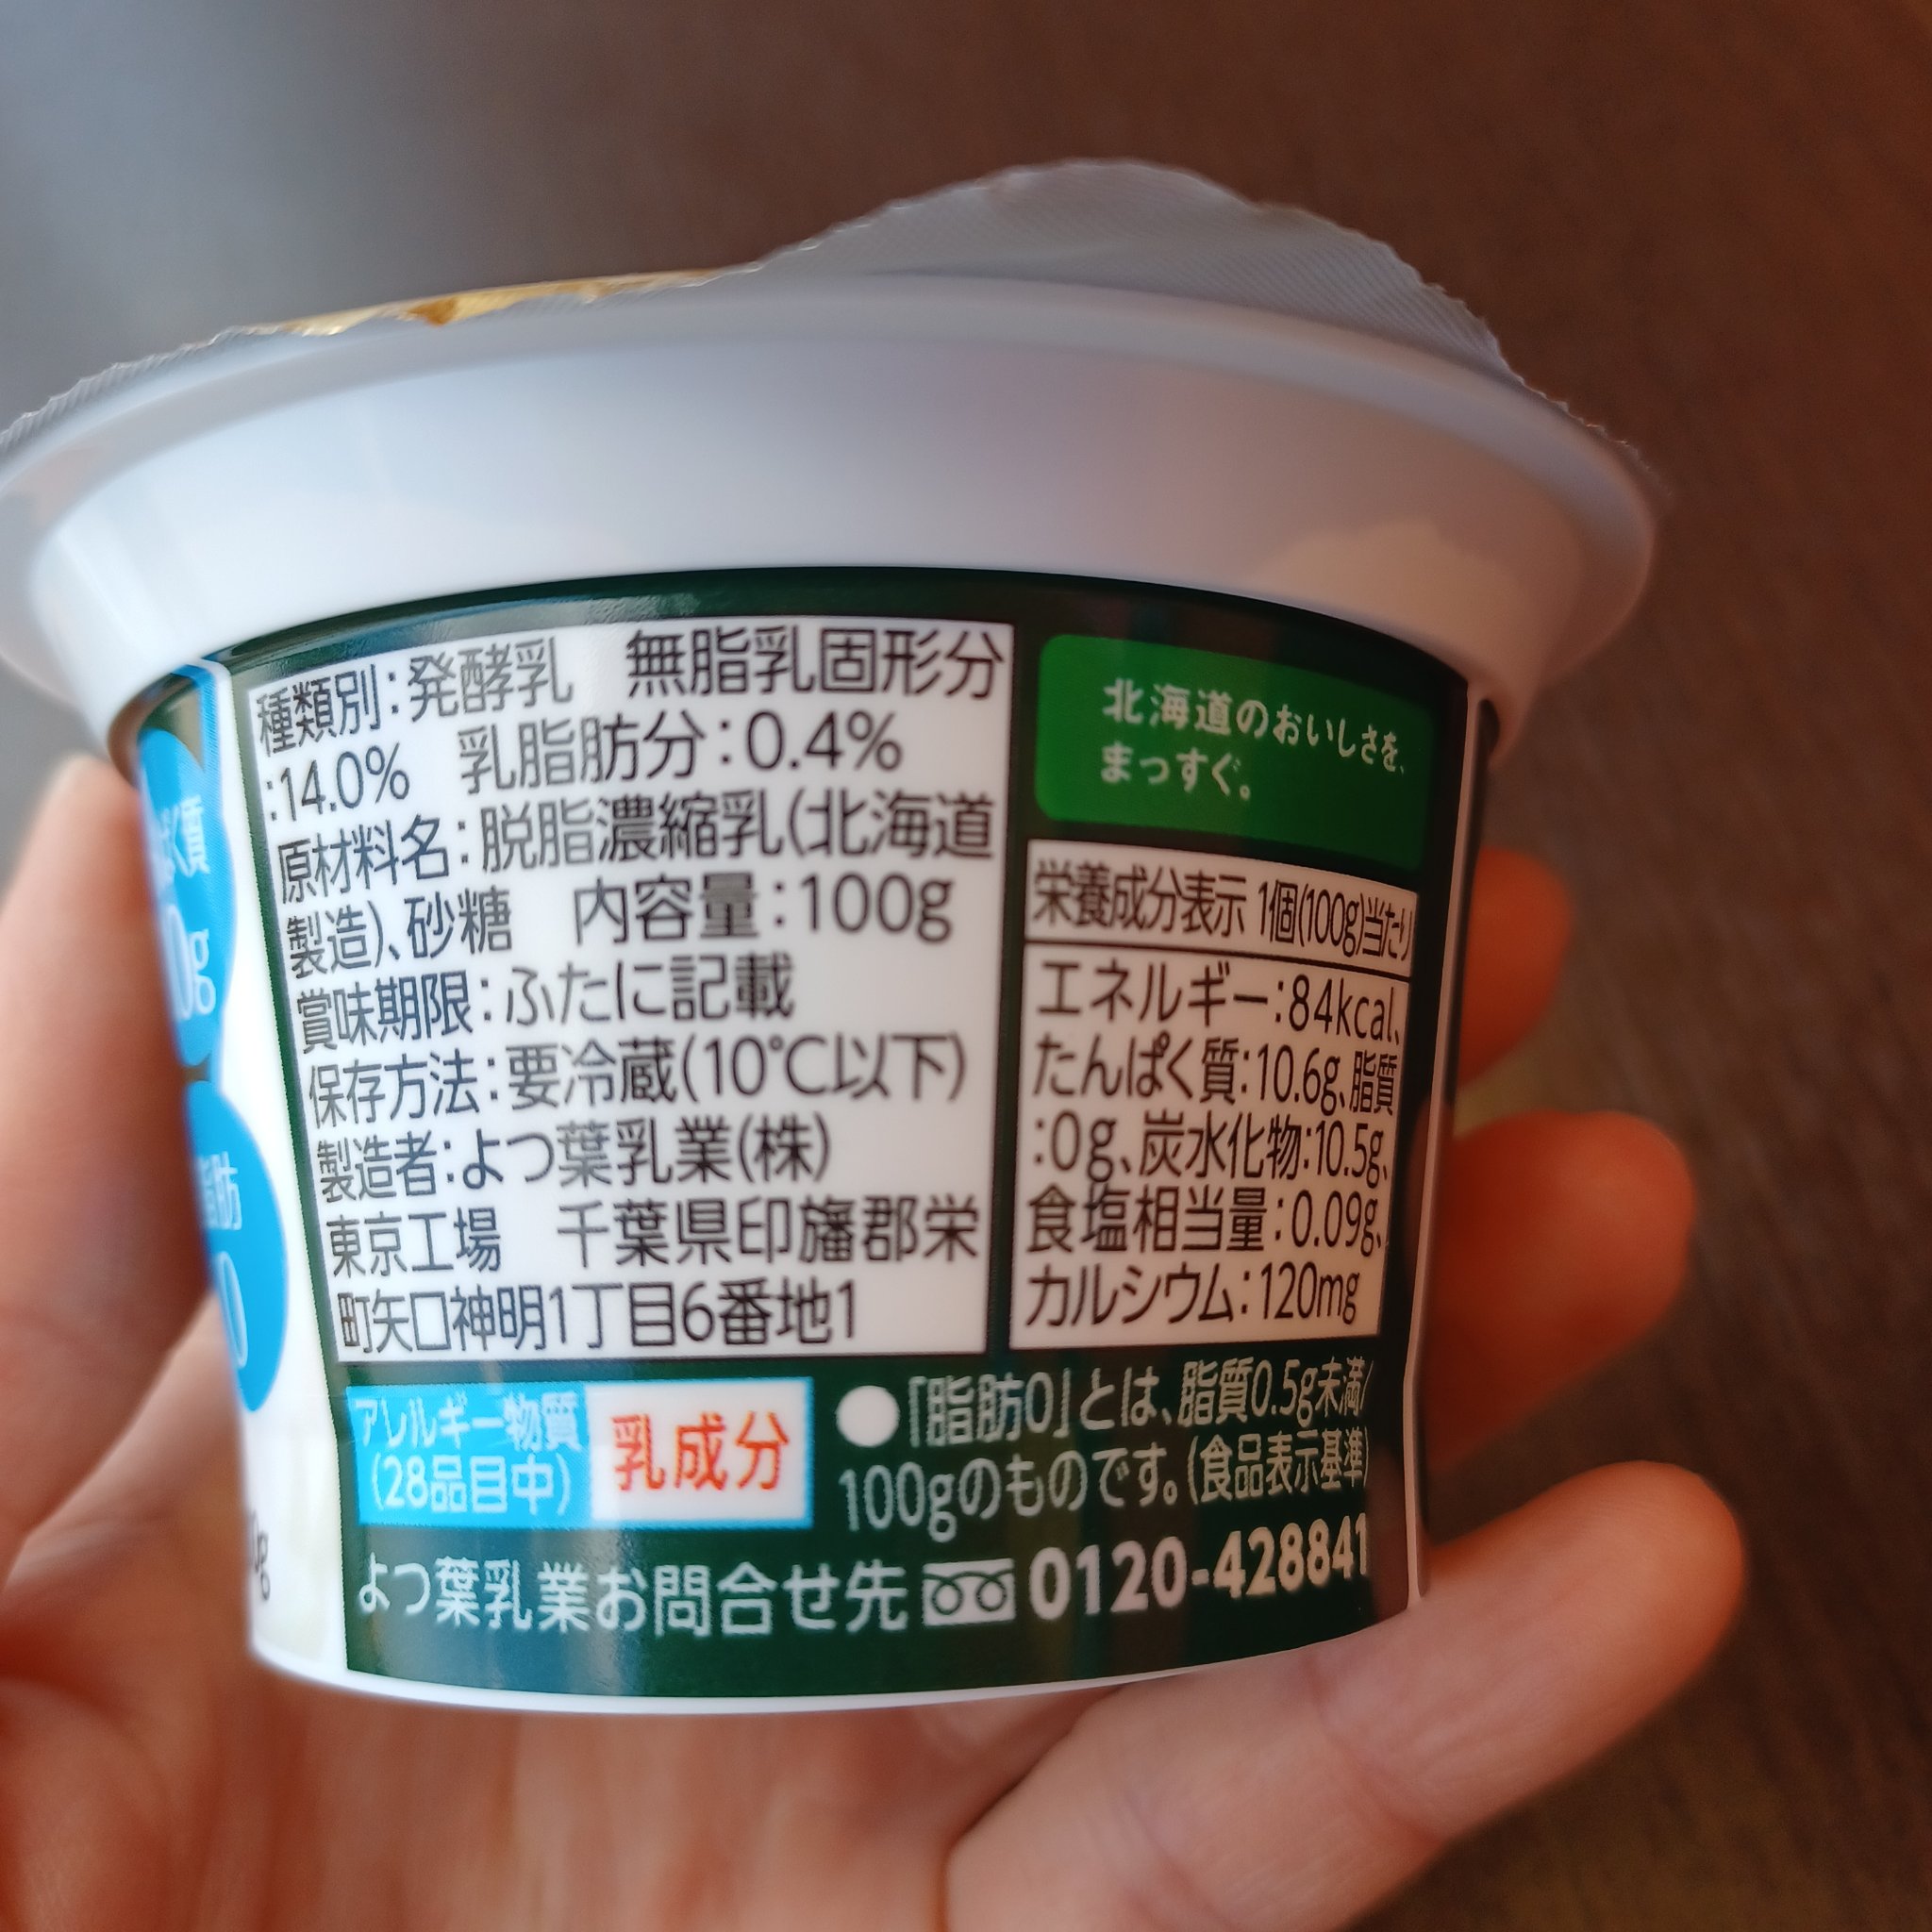 種類別:発酵乳　無脂乳固形分
:14.0%　乳脂肪分:0.4%
原材料名:脱脂濃縮乳(北海道
製造)、砂糖　内容量:100g
賞味期限:ふたに記載
保存方法:要冷蔵(10℃以下)
製造者:よつ葉乳業(株)
東京工場　千葉県印旛郡栄
町矢口神明1丁目6番地1
北海道のおいしさを、
まっすぐ。
栄養成分表示 1個(100g)当たり
エネルギー:84kcal、
たんぱく質:10.6g、脂質
:0g、炭水化物:10.5g、
食塩相当量:0.09g、
カルシウム:120mg
アレルギー物質
(28品目中)
乳成分
●「脂肪0」とは、脂質0.5g未満/
100gのものです。(食品表示基準)
よつ葉乳業お問合せ先 0120-428841